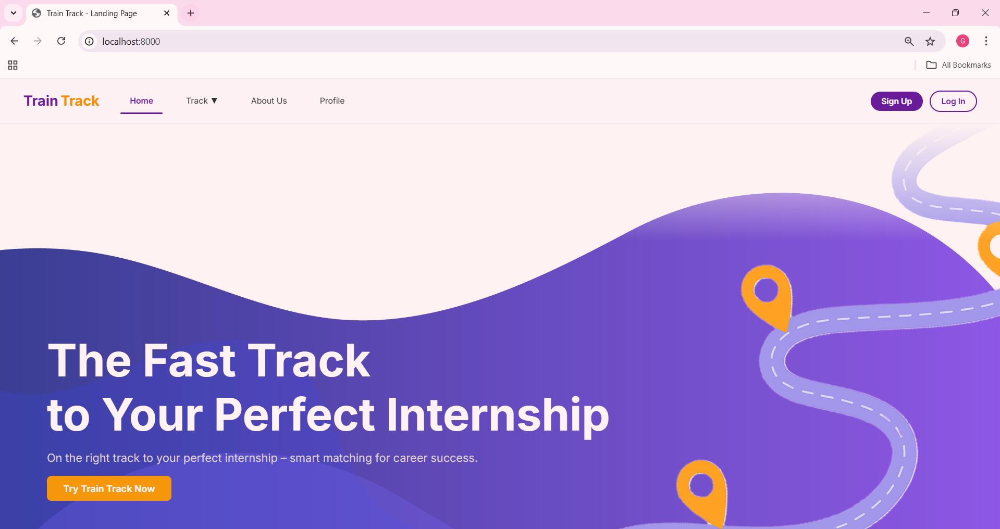 Train Track - Landing Page
localhost:8000
G
All Bookmarks
Train Track
Home
Track ▼
About Us
Profile
Sign Up
Log In
The Fast Track
to Your Perfect Internship
On the right track to your perfect internship – smart matching for career success.
Try Train Track Now